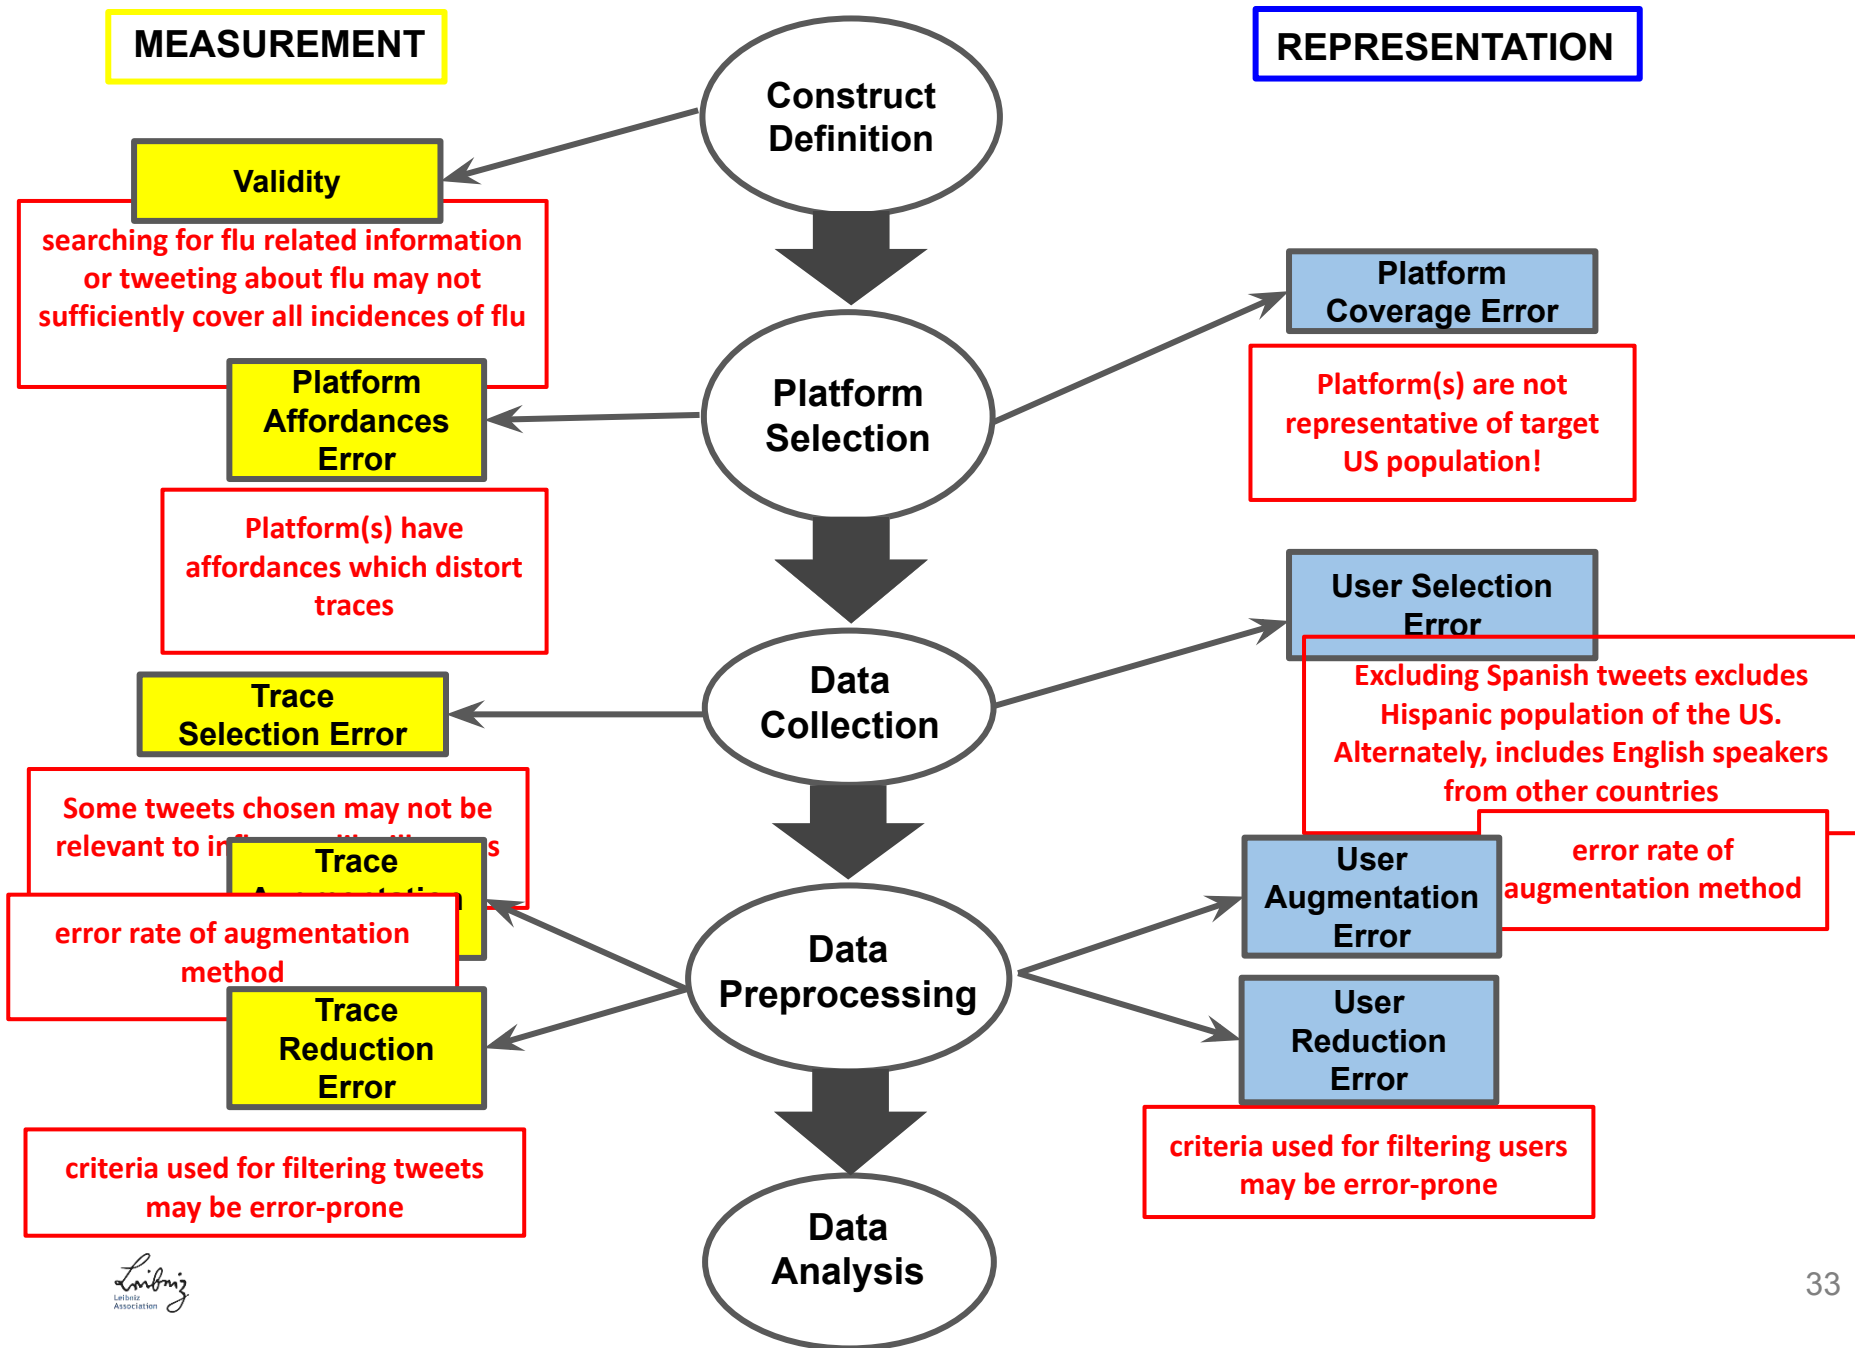 MEASUREMENT
REPRESENTATION
Construct
Definition
Validity
searching for flu related information
or tweeting about flu may not
sufficiently cover all incidences of flu
Platform
Coverage Error
Platform(s) are not
representative of target
US population!
Platform
Affordances
Error
Platform
Selection
Platform(s) have
affordances which distort
traces
User Selection
Error
Excluding Spanish tweets excludes
Hispanic population of the US.
Alternately, includes English speakers
from other countries
Trace
Selection Error
Data
Collection
Some tweets chosen may not be
relevant to
Trace
error rate of augmentation
method
User
Augmentation
Error
error rate of
augmentation method
Data
Preprocessing
Trace
Reduction
Error
User
Reduction
Error
criteria used for filtering tweets
may be error-prone
criteria used for filtering users
may be error-prone
Data
Analysis
Leibniz
Leibniz
Association
33